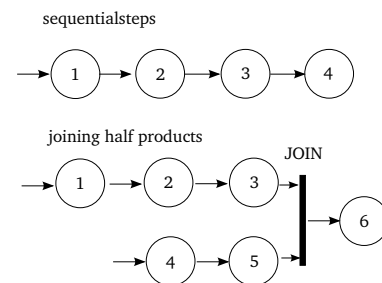 sequentialsteps
1 2 3 4
joining half products
JOIN
1 2 3
6
4 5